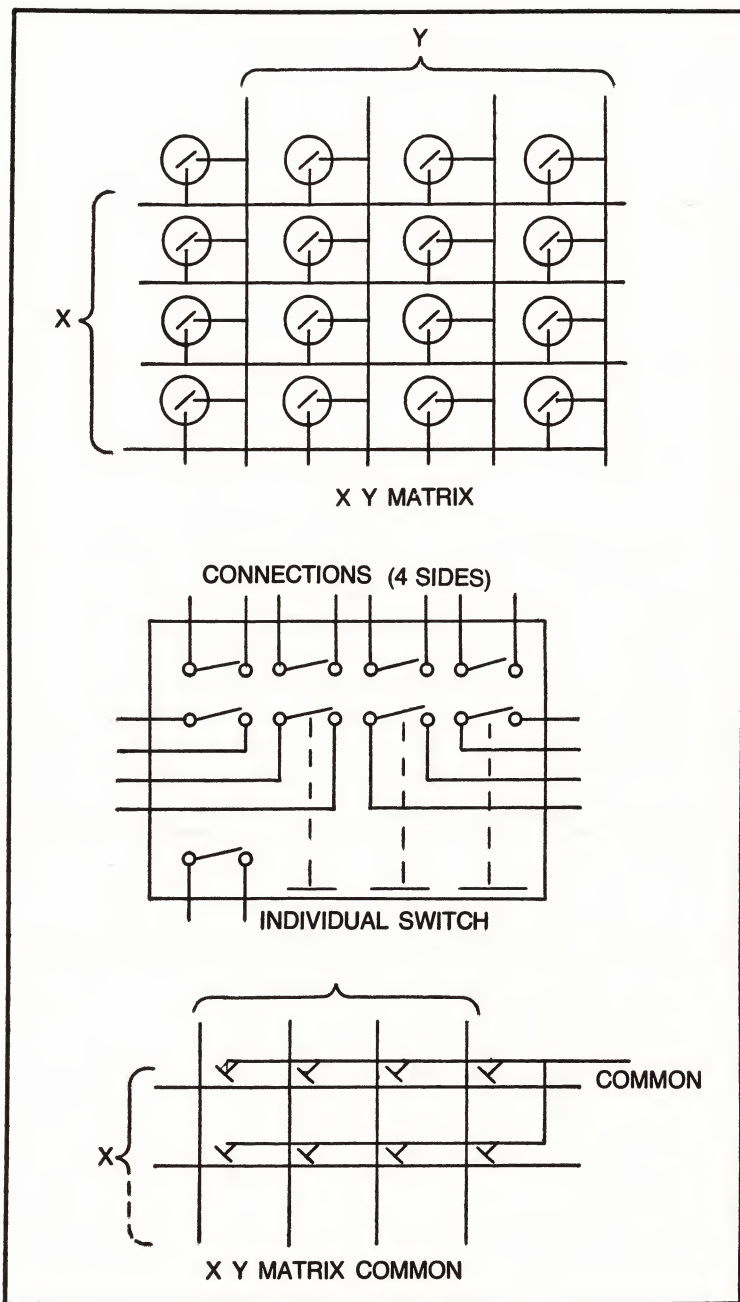 Y
X
X Y MATRIX
CONNECTIONS (4 SIDES)
INDIVIDUAL SWITCH
COMMON
X
X Y MATRIX COMMON